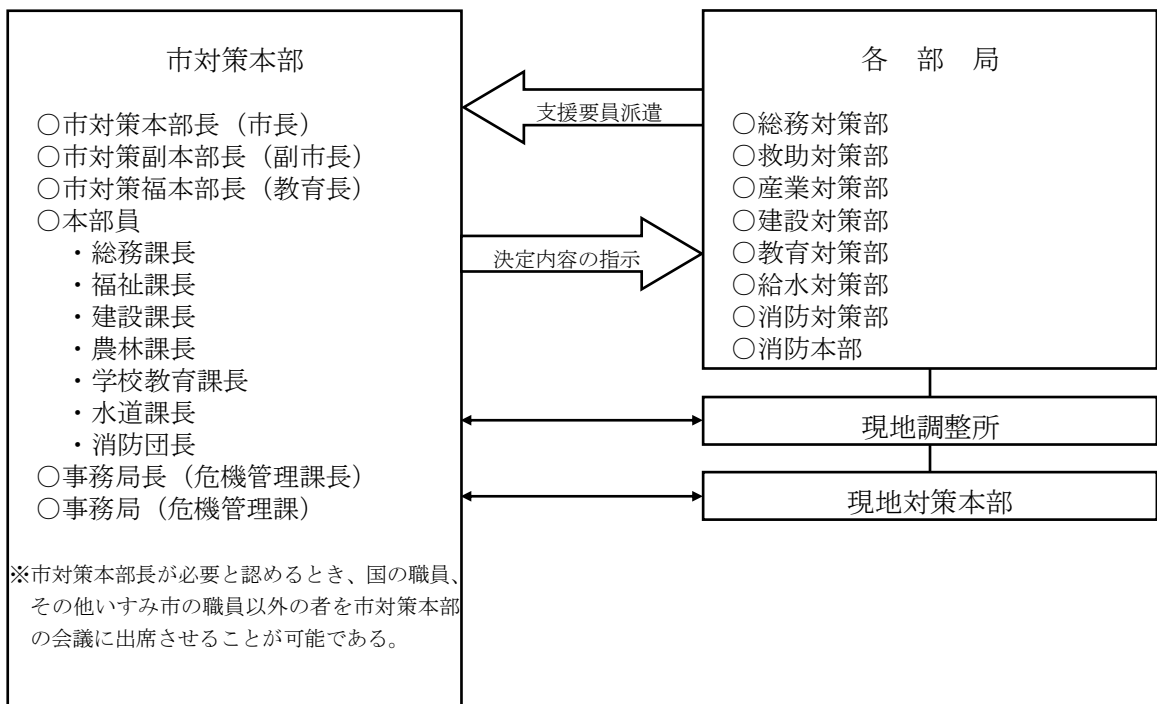 市対策本部
○市対策本部長（市長）
○市対策副本部長（副市長）
○市対策福本部長（教育長）
○本部員
・総務課長
・福祉課長
・建設課長
・農林課長
・学校教育課長
・水道課長
・消防団長
○事務局長（危機管理課長）
○事務局（危機管理課）
※市対策本部長が必要と認めるとき、国の職員、
その他いすみ市の職員以外の者を市対策本部
の会議に出席させることが可能である。
支援要員派遣
決定内容の指示
各　部　局
○総務対策部
○救助対策部
○産業対策部
○建設対策部
○教育対策部
○給水対策部
○消防対策部
○消防本部
現地調整所
現地対策本部